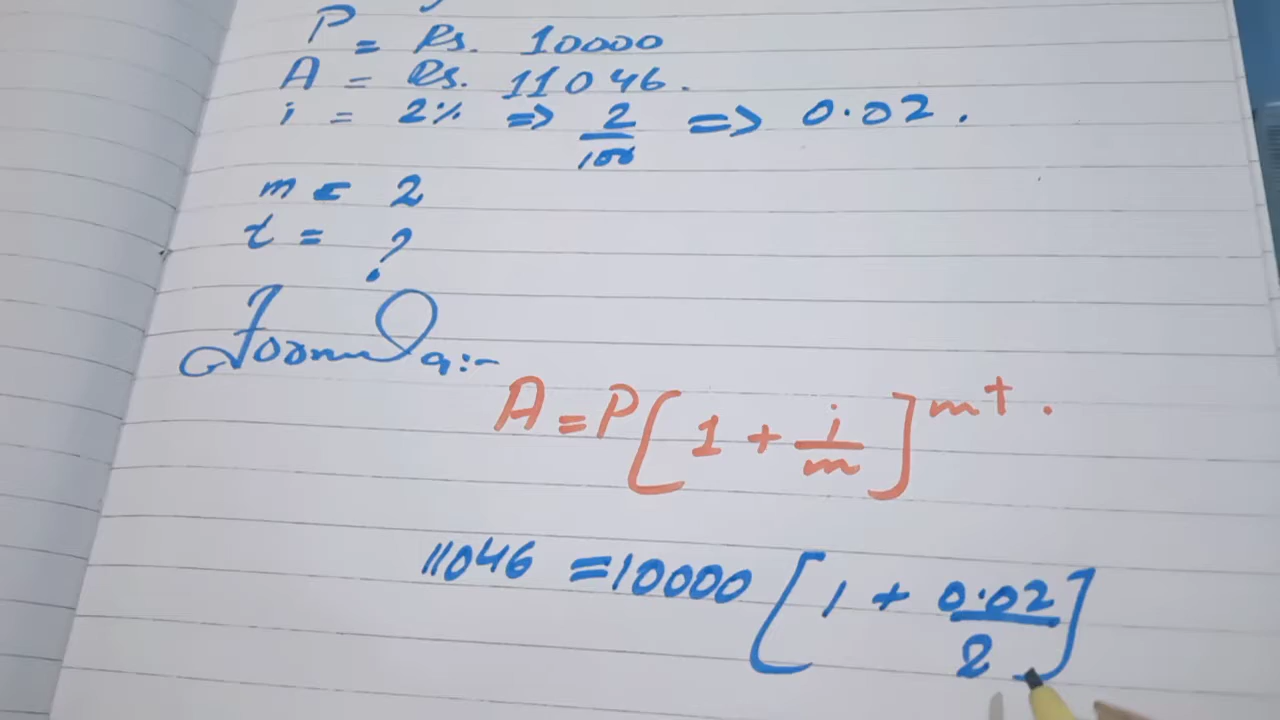 P = Rs. 10000
A = Rs. 11046.
i = 2% => 2/100 => 0.02.
m = 2
t = ?
Formula:-
A = P[1 + i/m]^mt.
11046 = 10000 [1 + 0.02/2]